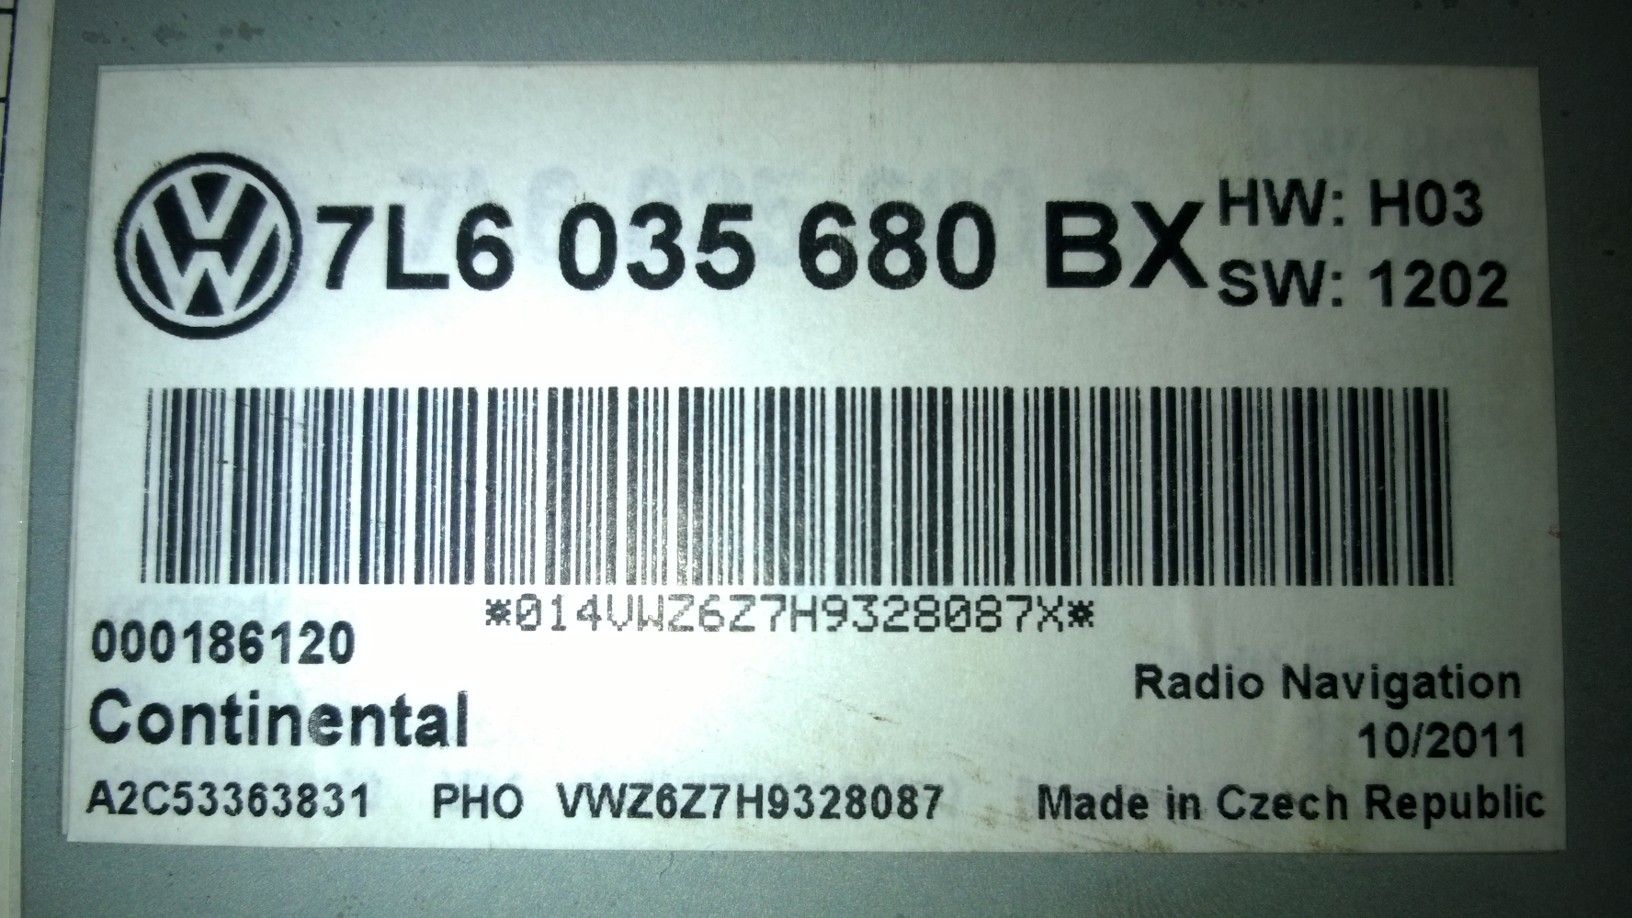 7L6 035 680 BX
HW: H03
SW: 1202
*014VWZ6Z7H9328087X*
000186120
Continental
Radio Navigation
10/2011
A2C53363831 PHO VWZ6Z7H9328087 Made in Czech Republic